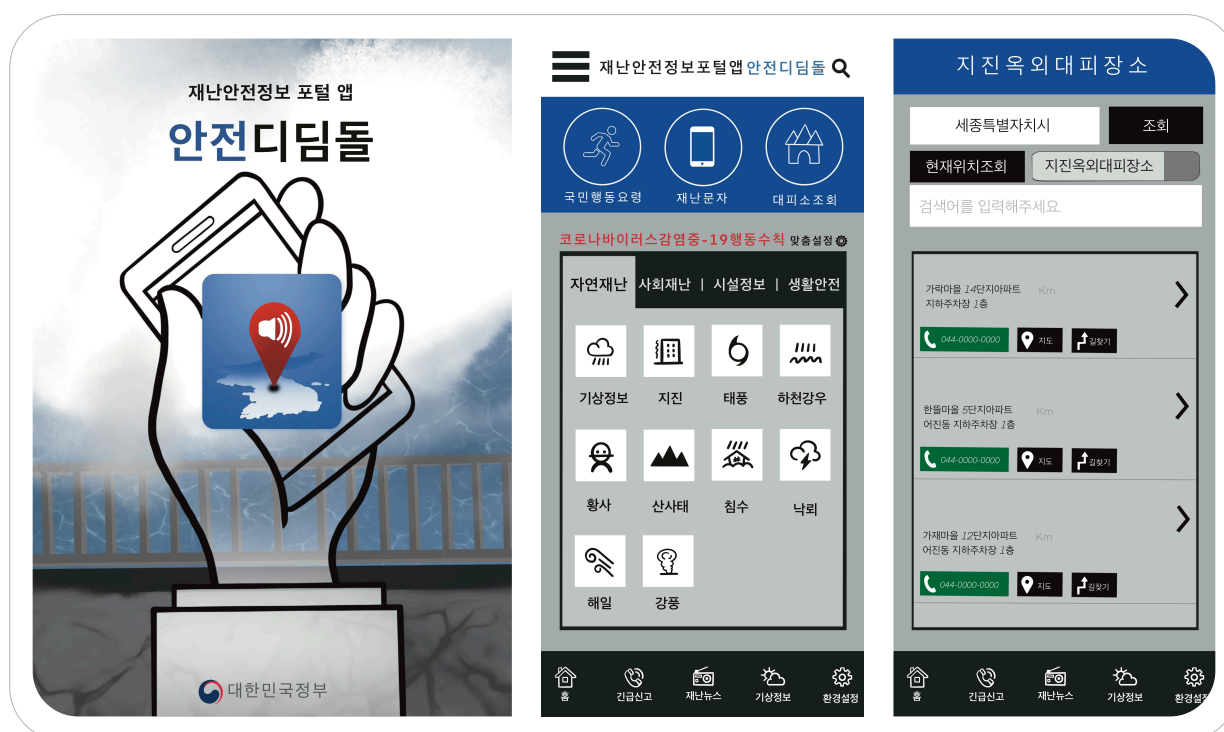 재난안전정보 포털 앱
안전디딤돌
대한민국정부
재난안전정보포털앱 안전디딤돌
국민행동요령 재난문자 대피소조회
코로나바이러스감염중-19행동수칙 맞춤설정
자연재난 사회재난 | 시설정보 | 생활안전
기상정보 지진 태풍 하천강우
황사 산사태 침수 낙뢰
해일 강풍
홈 긴급신고 재난뉴스 기상정보 환경설정
지진옥외대피장소
세종특별자치시 조회
현재위치조회 지진옥외대피장소
검색어를 입력해주세요.
가락마을 14단지아파트 Km
지하주차장 1층
044-0000-0000 지도 길찾기
한뜰마을 5단지아파트 Km
어진동 지하주차장 1층
044-0000-0000 지도 길찾기
가재마을 12단지아파트 Km
어진동 지하주차장 1층
044-0000-0000 지도 길찾기
홈 긴급신고 재난뉴스 기상정보 환경설정